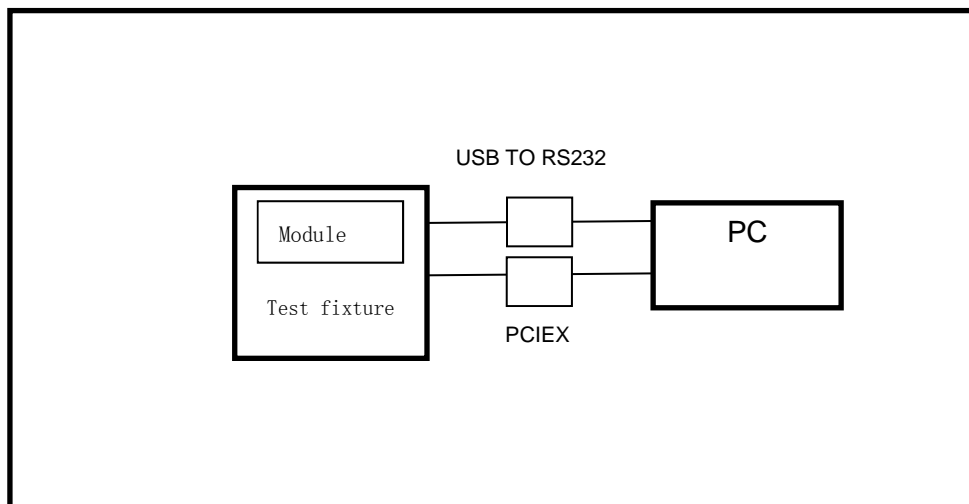 USB TO RS232
Module
PC
Test fixture
PCIEX